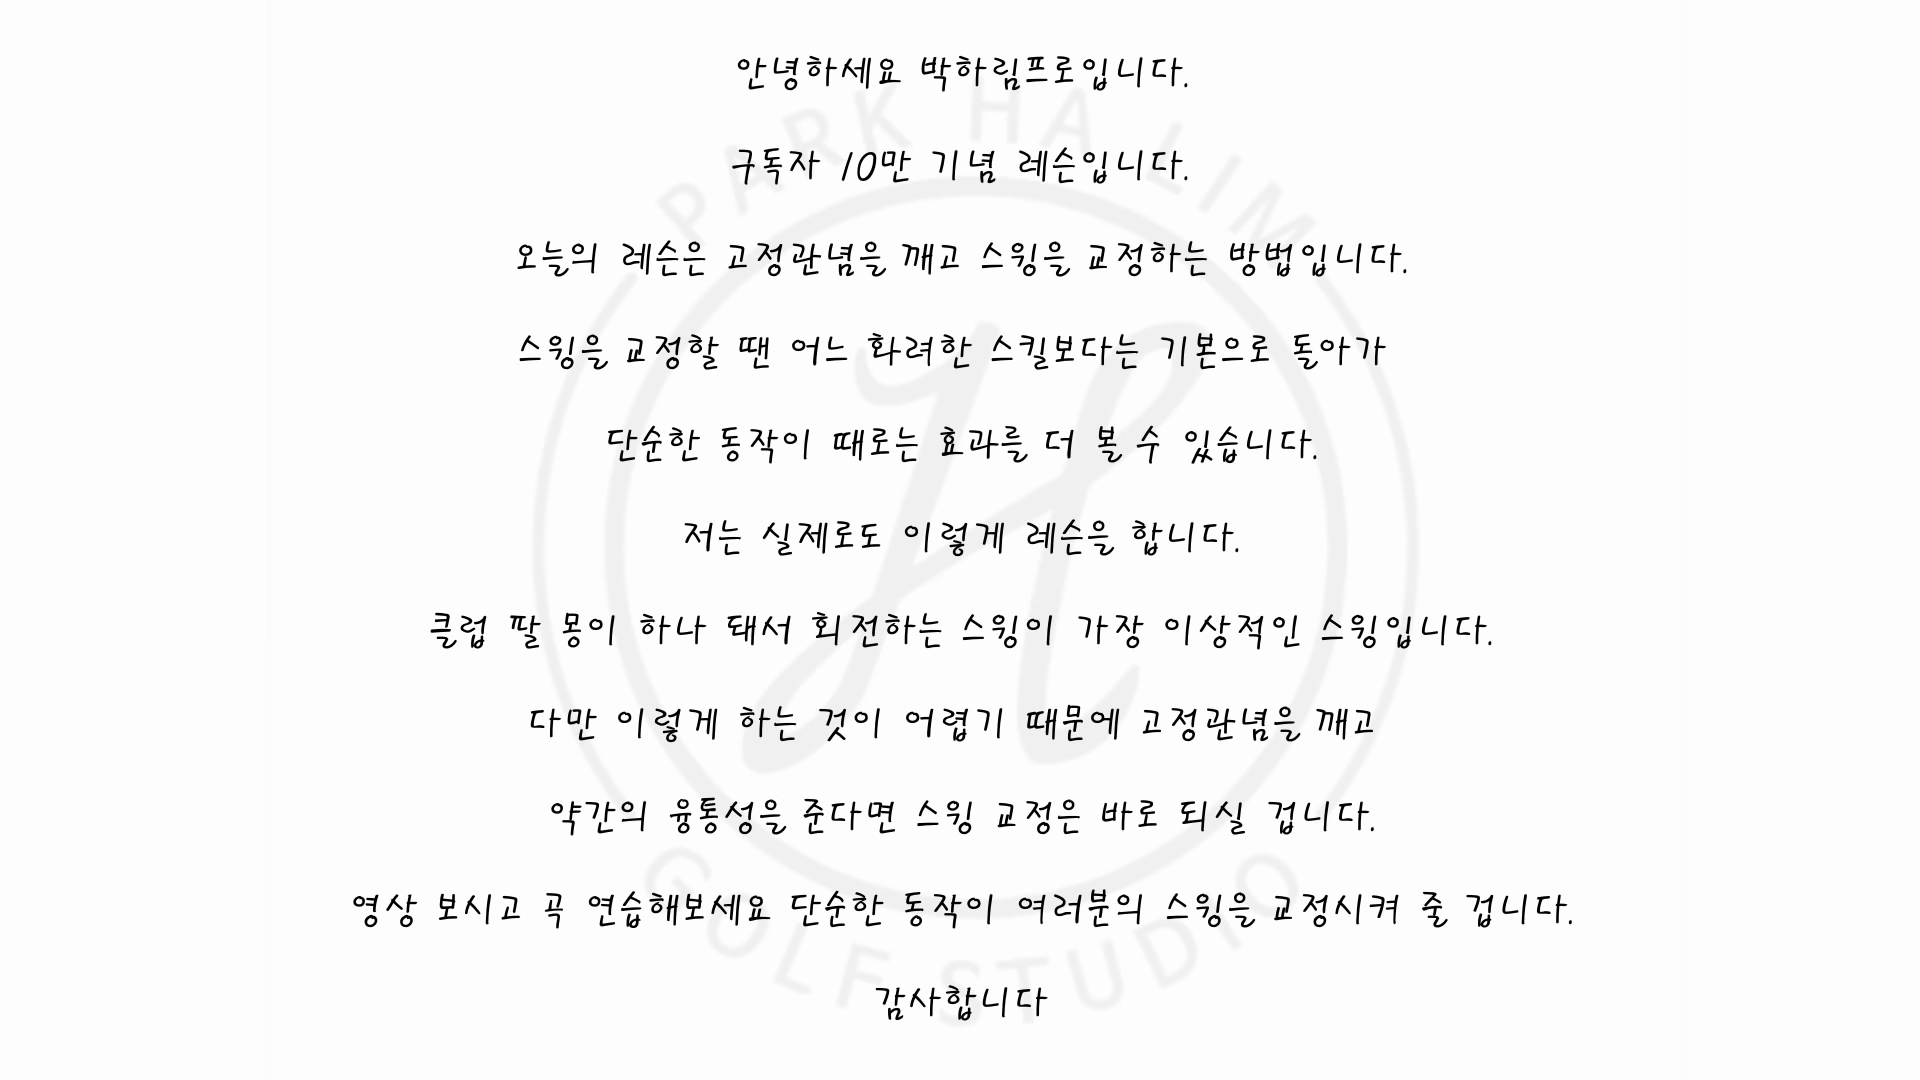 안녕하세요 박하림프로입니다.
구독자 10만 기념 레슨입니다.
오늘의 레슨은 고정관념을 깨고 스윙을 교정하는 방법입니다.
스윙을 교정할 땐 어느 화려한 스킬보다는 기본으로 돌아가
단순한 동작이 때로는 효과를 더 볼 수 있습니다.
저는 실제로도 이렇게 레슨을 합니다.
클럽 팔 몽이 하나 돼서 회전하는 스윙이 가장 이상적인 스윙입니다.
다만 이렇게 하는 것이 어렵기 때문에 고정관념을 깨고
약간의 융통성을 준다면 스윙 교정은 바로 되실 겁니다.
영상 보시고 꼭 연습해보세요 단순한 동작이 여러분의 스윙을 교정시켜 줄 겁니다.
감사합니다
PARK HA LIM
H
GOLF STUDIO